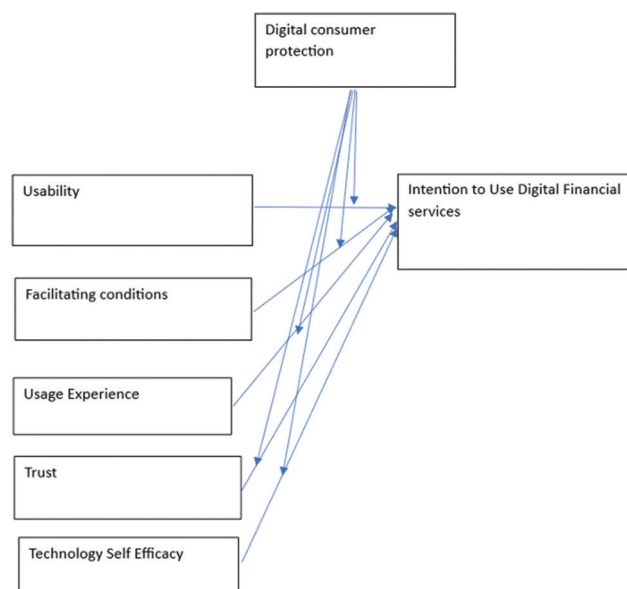 Digital consumer
protection
Usability
Intention to Use Digital Financial
services
Facilitating conditions
Usage Experience
Trust
Technology Self Efficacy